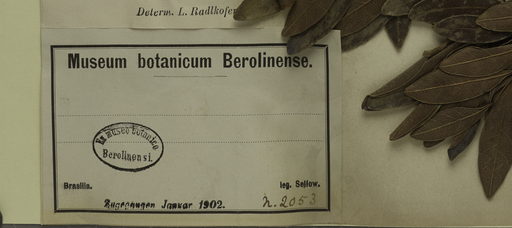 Determ. L. Radlkofer
Museum botanicum Berolinense.
Ex museo botanico
Berolinensi.
Brasilia. leg. Sellow.
Zugegangen Januar 1902. N. 2053